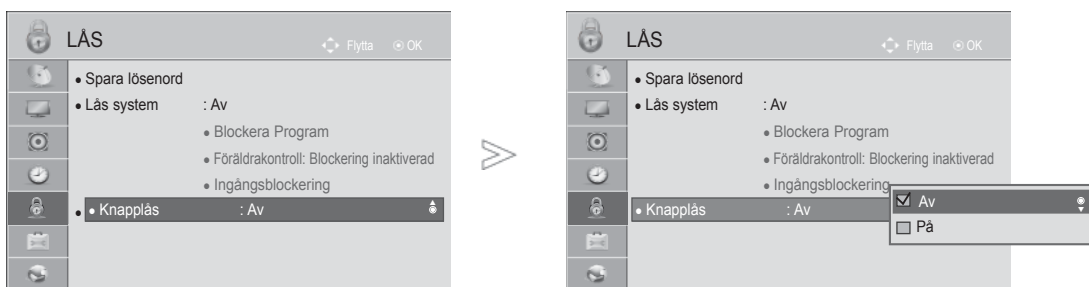 LÅS
Flytta OK
• Spara lösenord
• Lås system : Av
• Blockera Program
• Föräldrakontroll: Blockering inaktiverad
• Ingångsblockering
• • Knapplås : Av
LÅS
Flytta OK
• Spara lösenord
• Lås system : Av
• Blockera Program
• Föräldrakontroll: Blockering inaktiverad
• Ingångsblockering
• Knapplås : Av
Av
På